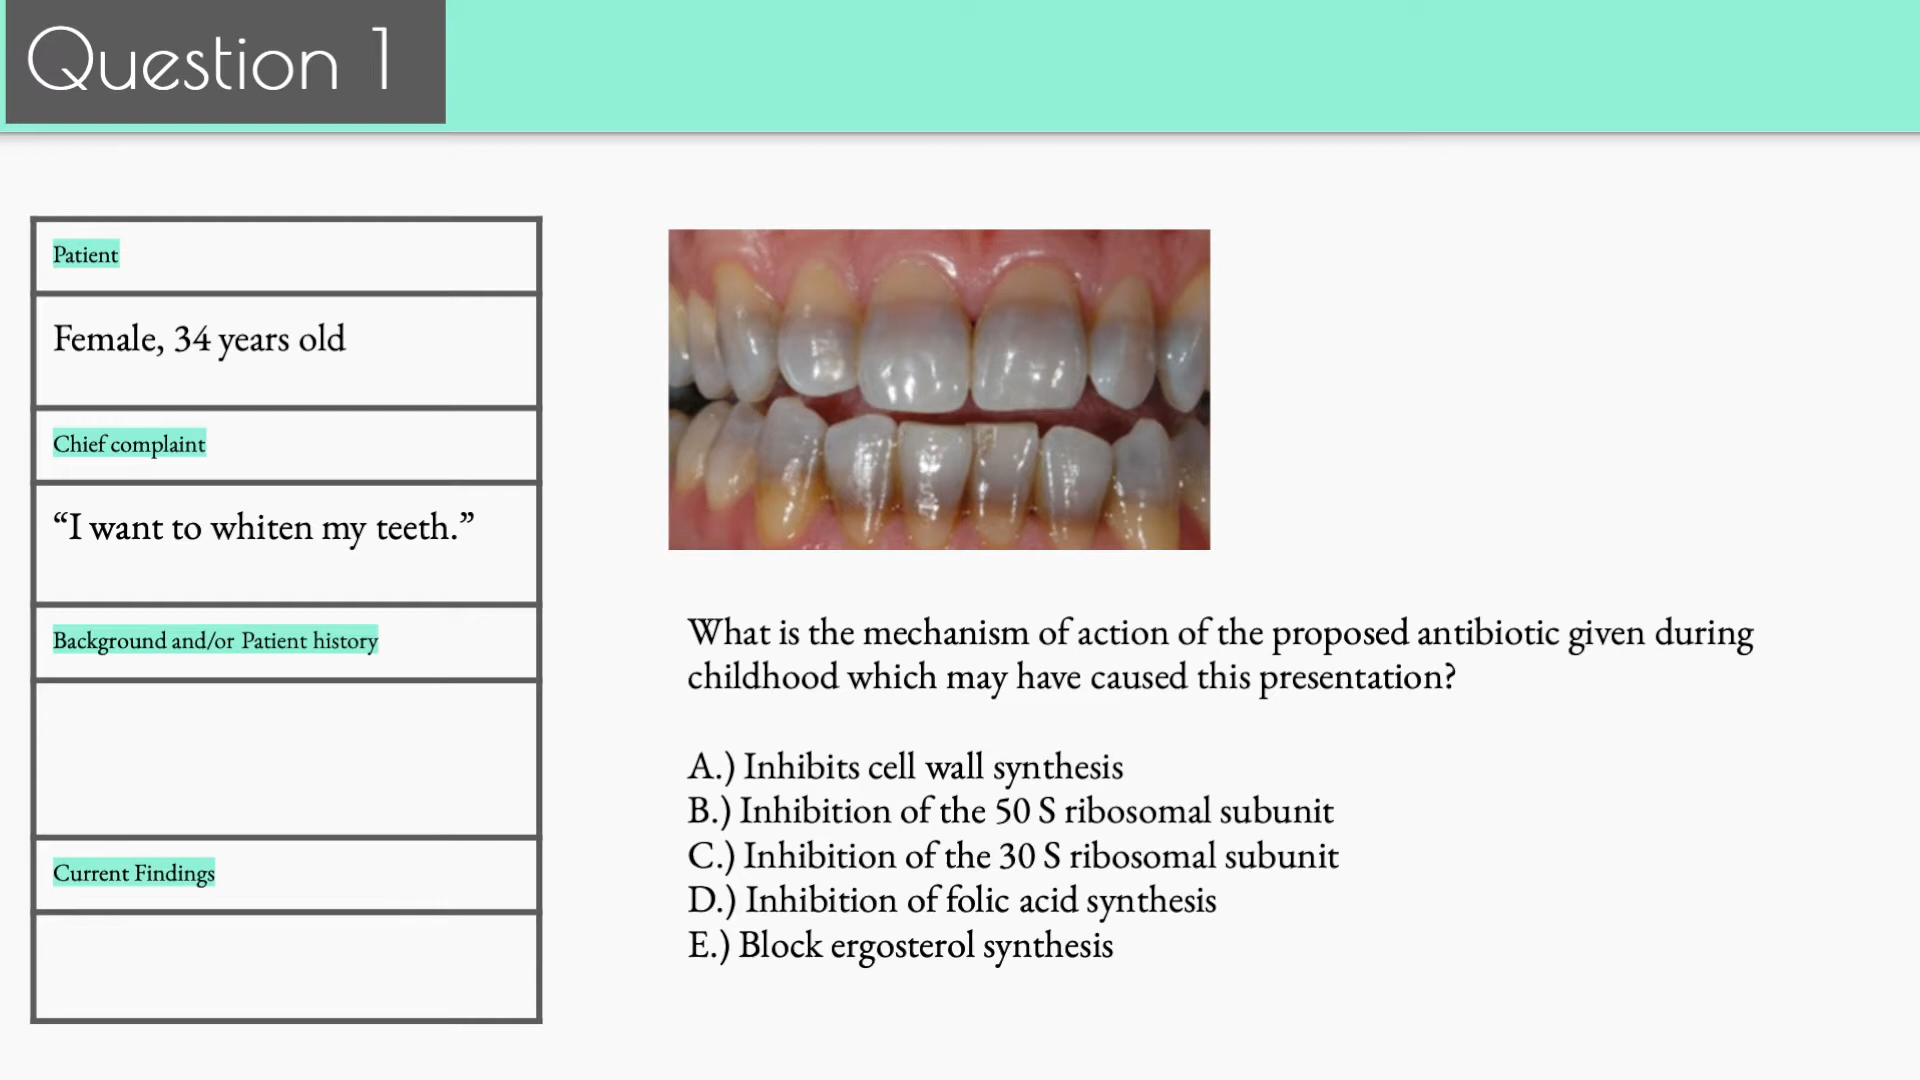 Question 1
Patient
Female, 34 years old
Chief complaint
“I want to whiten my teeth.”
Background and/or Patient history
Current Findings
What is the mechanism of action of the proposed antibiotic given during
childhood which may have caused this presentation?
A.) Inhibits cell wall synthesis
B.) Inhibition of the 50 S ribosomal subunit
C.) Inhibition of the 30 S ribosomal subunit
D.) Inhibition of folic acid synthesis
E.) Block ergosterol synthesis